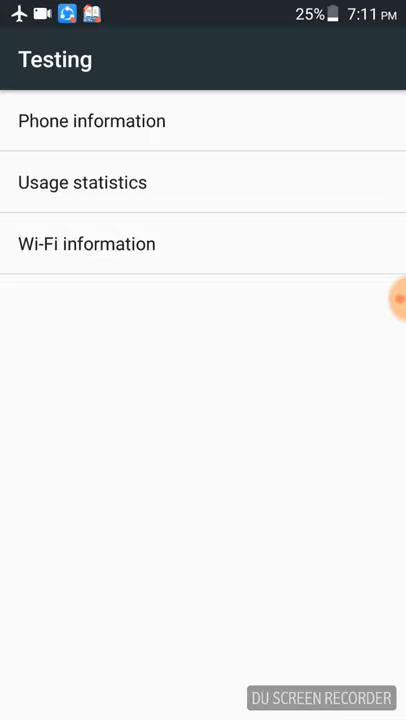 25% 7:11 PM
Testing
Phone information
Usage statistics
Wi-Fi information
DU SCREEN RECORDER